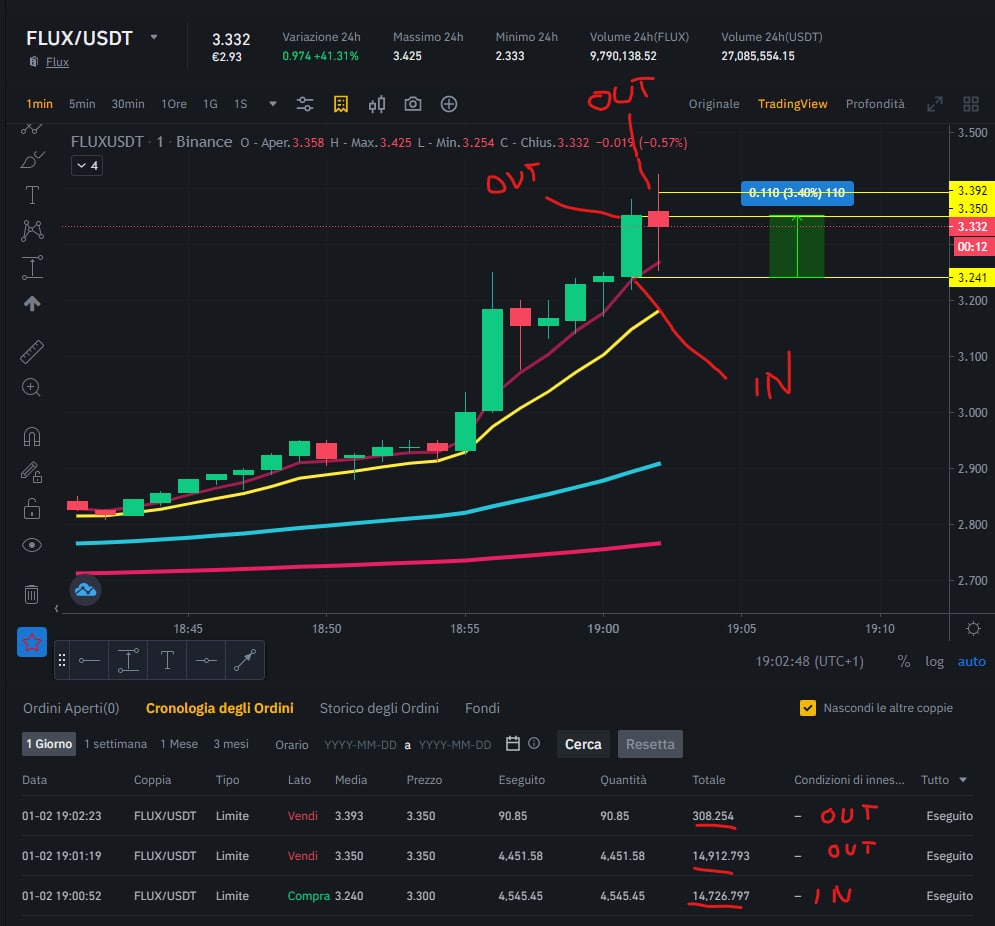 FLUX/USDT
3.332
Variazione 24h
Massimo 24h
Minimo 24h
Volume 24h(FLUX)
Volume 24h(USDT)
Flux
€2.93
0.974 +41.31%
3.425
2.333
9,790,138.52
27,085,554.15
1min 5min 30min 1Ore 1G 1S
Originale TradingView Profondità
OUT
FLUXUSDT · 1 · Binance O - Aper.3.358 H - Max.3.425 L - Min.3.254 C - Chius.3.332 −0.019 (−0.57%)
4
OUT
0.110 (3.40%) 110
IN
3.500
3.392
3.350
3.332
00:12
3.241
3.200
3.100
3.000
2.900
2.800
2.700
18:45 18:50 18:55 19:00 19:05 19:10
T
19:02:48 (UTC+1) % log auto
Ordini Aperti(0) Cronologia degli Ordini Storico degli Ordini Fondi
Nascondi le altre coppie
1 Giorno 1 settimana 1 Mese 3 mesi Orario YYYY-MM-DD a YYYY-MM-DD Cerca Resetta
Data Coppia Tipo Lato Media Prezzo Eseguito Quantità Totale Condizioni di innes... Tutto
01-02 19:02:23 FLUX/USDT Limite Vendi 3.393 3.350 90.85 90.85 308.254 – OUT Eseguito
01-02 19:01:19 FLUX/USDT Limite Vendi 3.350 3.350 4,451.58 4,451.58 14,912.793 – OUT Eseguito
01-02 19:00:52 FLUX/USDT Limite Compra 3.240 3.300 4,545.45 4,545.45 14,726.797 – IN Eseguito